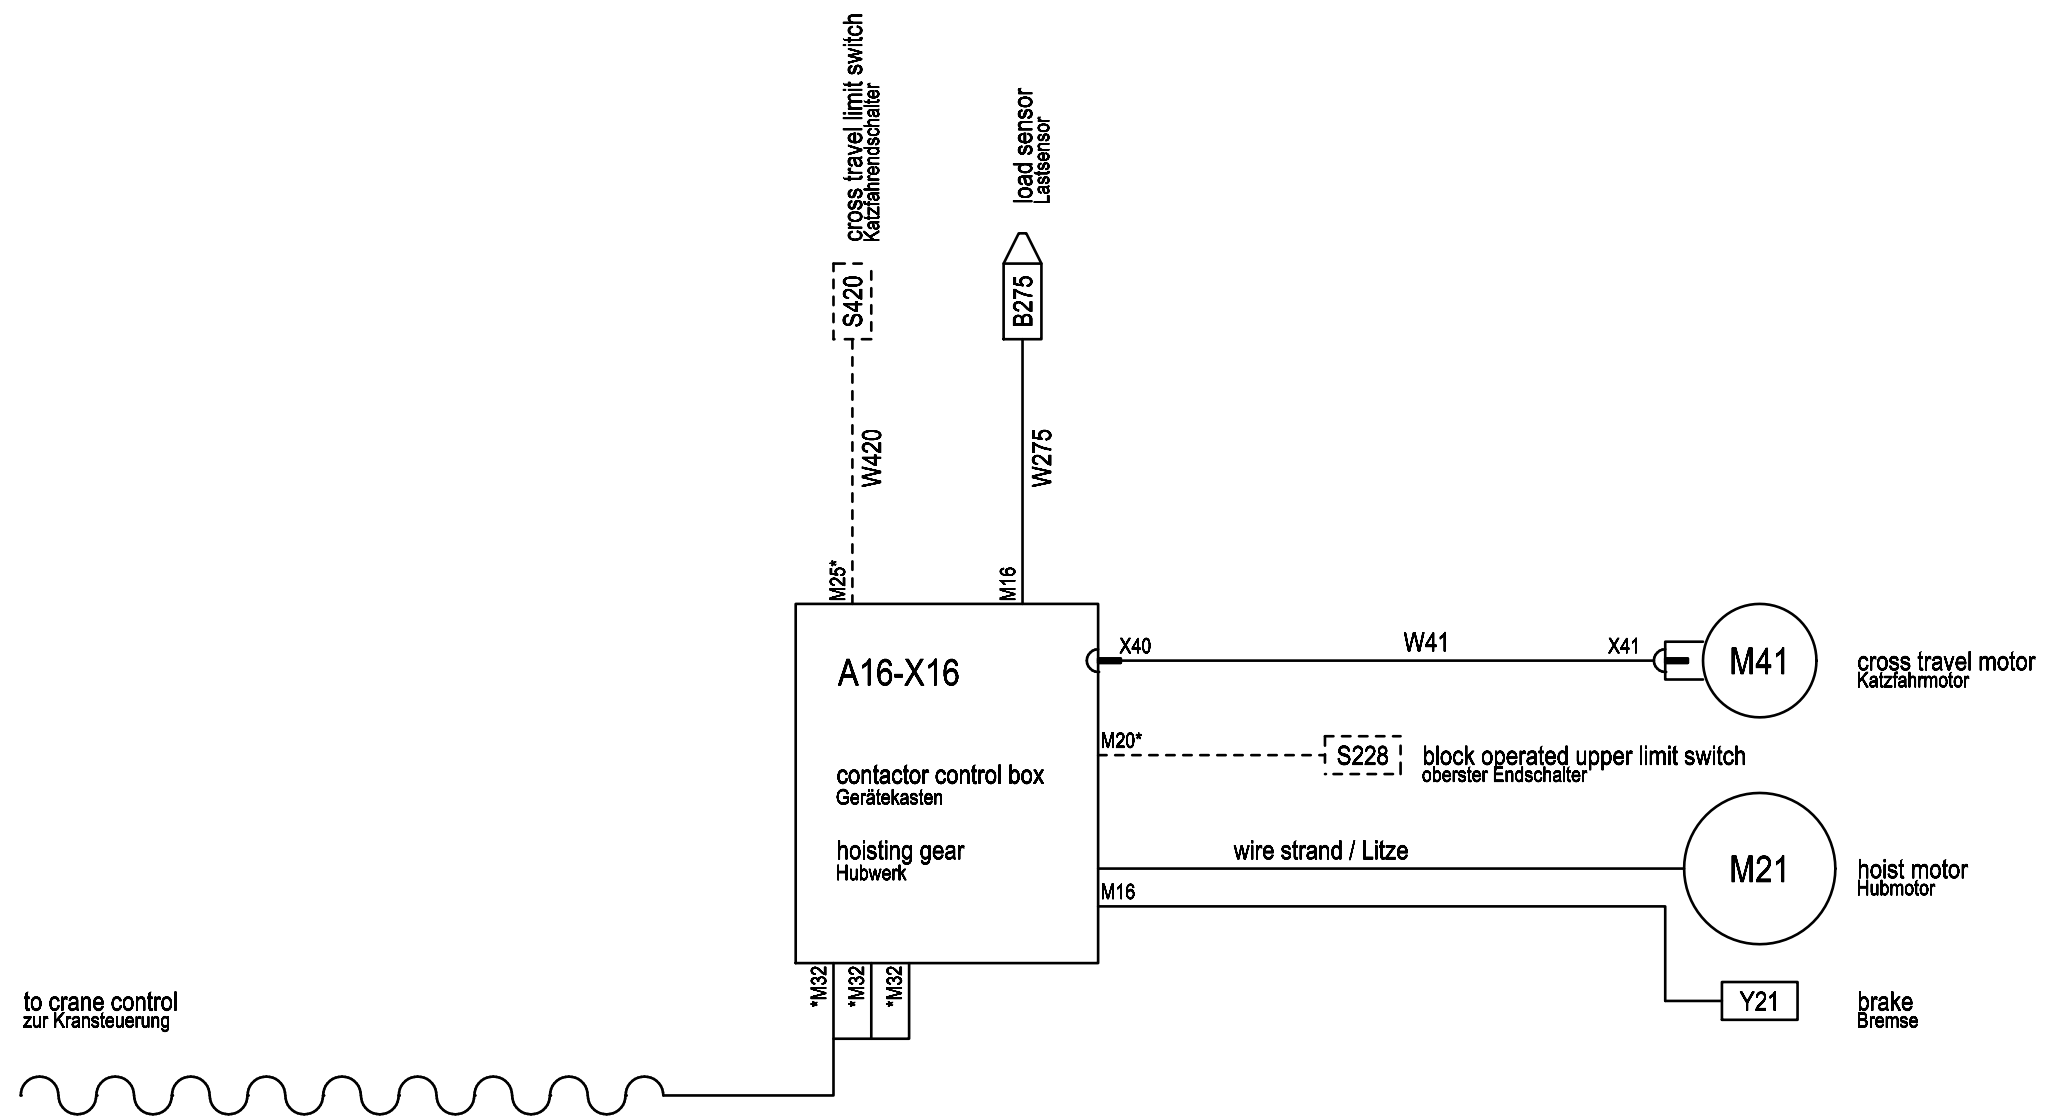 cross travel limit switch
Katzfahrendschalter
load sensor
Lastsensor
S420
B275
W420
W275
M25*
M16
A16-X16
contactor control box
Gerätekasten
hoisting gear
Hubwerk
X40
W41
X41
M41
cross travel motor
Katzfahrmotor
M20*
S228
block operated upper limit switch
oberster Endschalter
wire strand / Litze
M21
hoist motor
Hubmotor
M16
Y21
brake
Bremse
*M32
*M32
*M32
to crane control
zur Kransteuerung